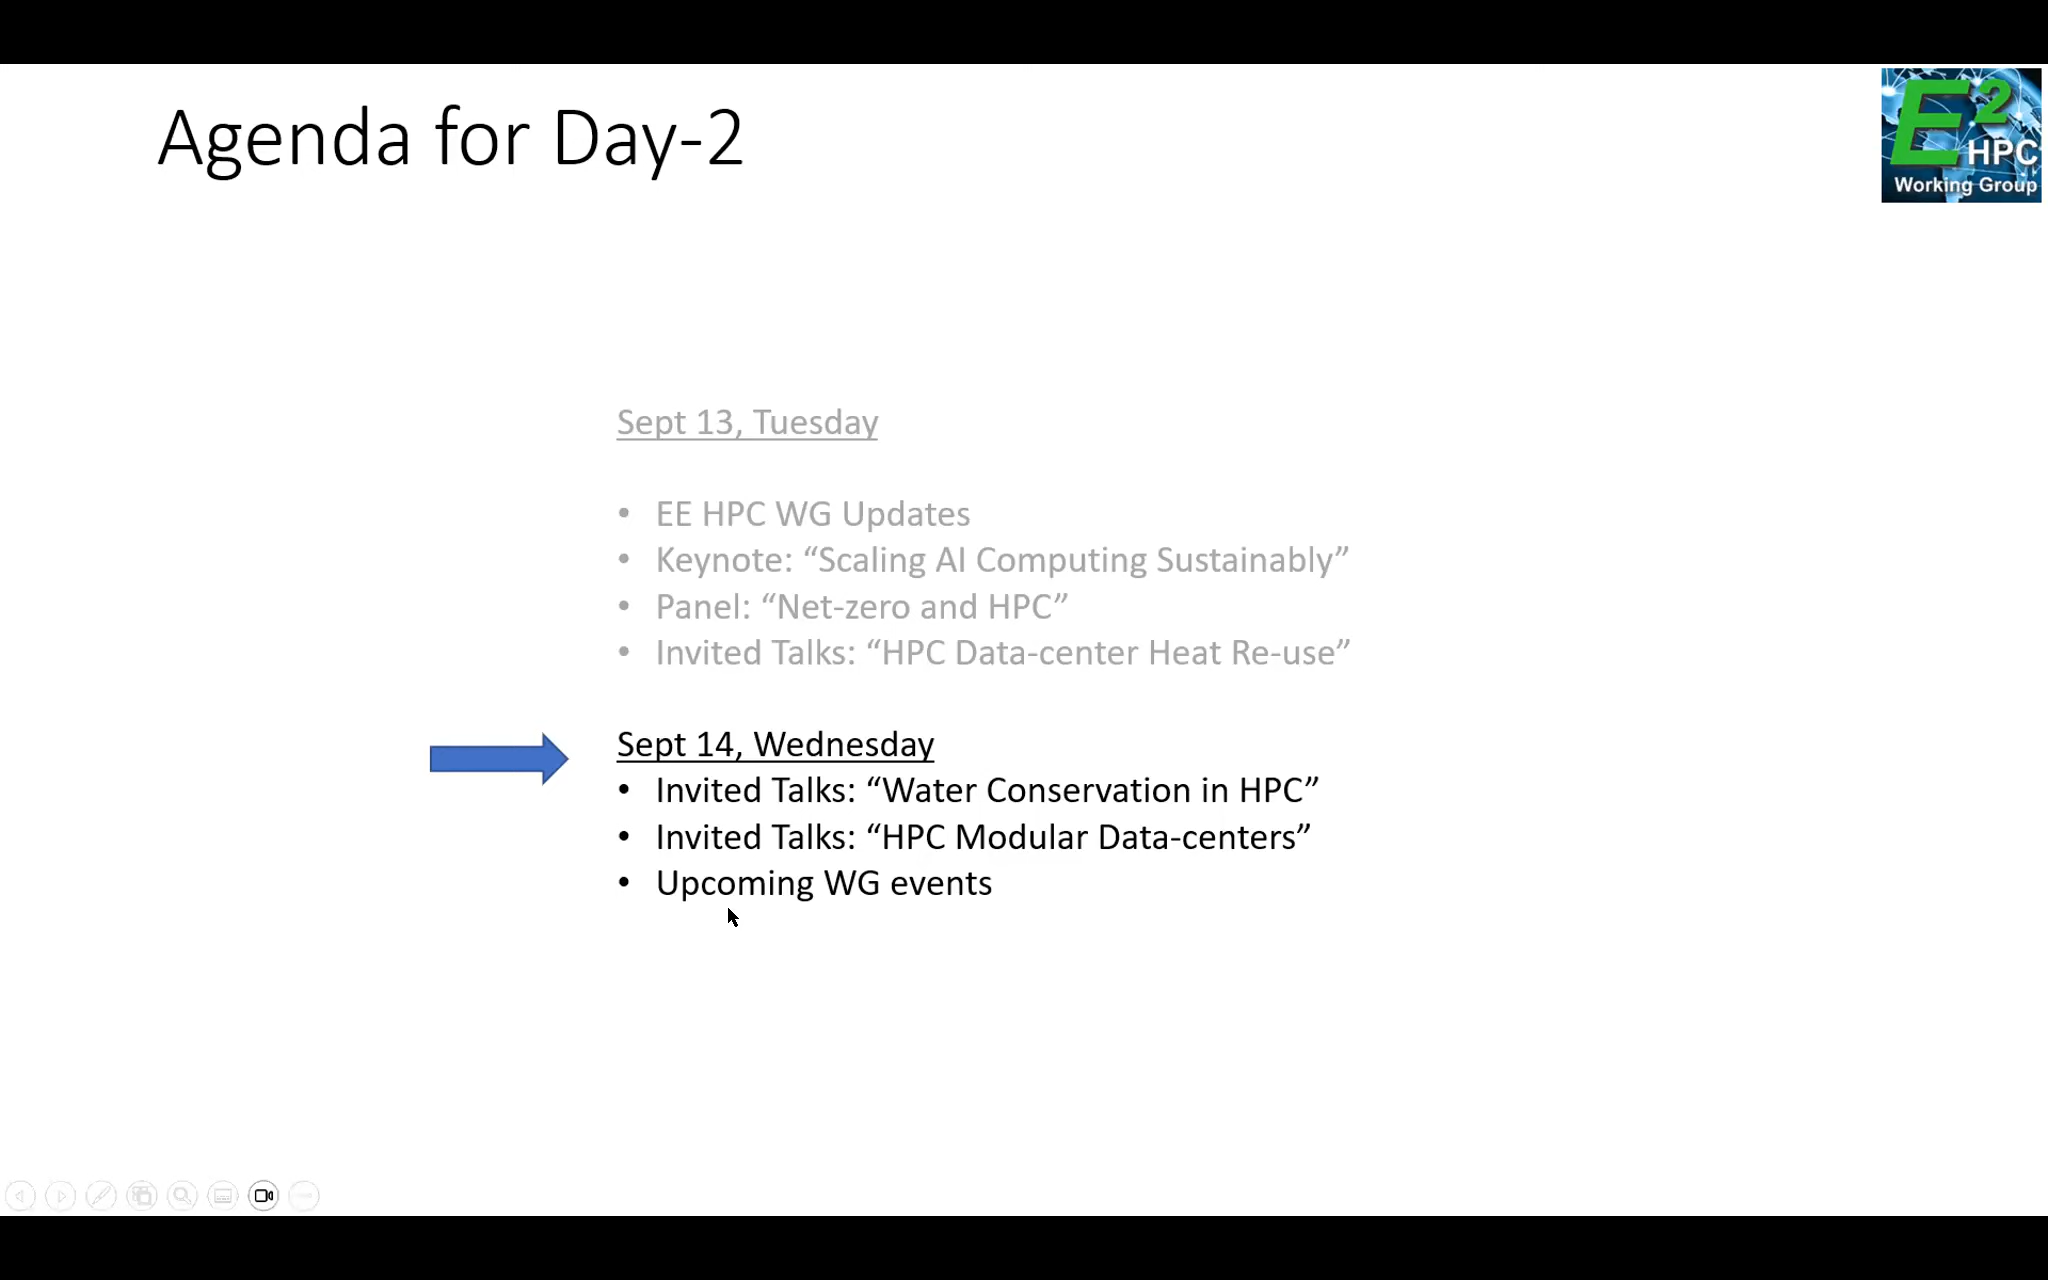 Agenda for Day-2
E² HPC
Working Group
Sept 13, Tuesday
• EE HPC WG Updates
• Keynote: “Scaling AI Computing Sustainably”
• Panel: “Net-zero and HPC”
• Invited Talks: “HPC Data-center Heat Re-use”
Sept 14, Wednesday
• Invited Talks: “Water Conservation in HPC”
• Invited Talks: “HPC Modular Data-centers”
• Upcoming WG events